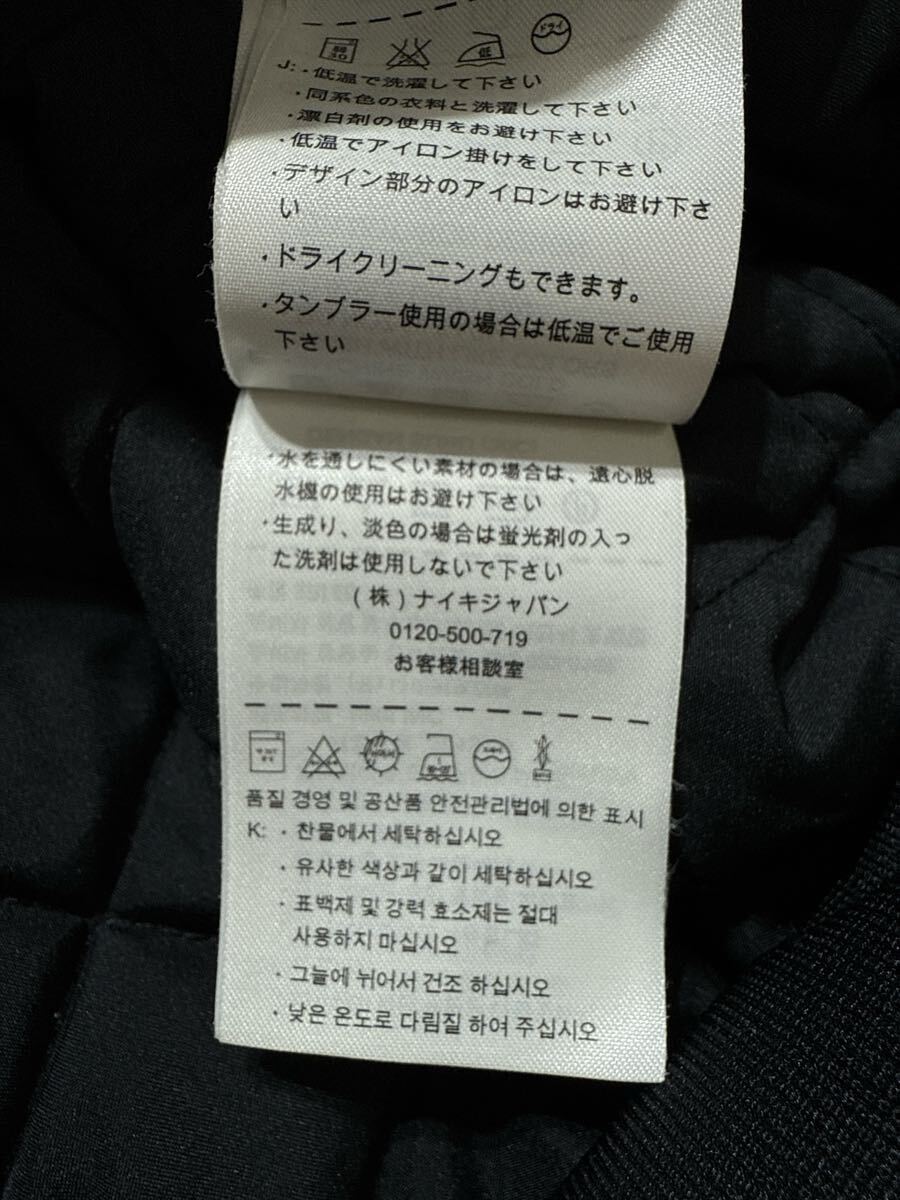 弱
30
低
ドライ
J: ・低温で洗濯して下さい
・同系色の衣料と洗濯して下さい
・漂白剤の使用をお避け下さい
・低温でアイロン掛けをして下さい
・デザイン部分のアイロンはお避け下さ
い
・ドライクリーニングもできます。
・タンブラー使用の場合は低温でご使用
下さい
・水を通しにくい素材の場合は、遠心脱
水機の使用はお避け下さい
・生成り、淡色の場合は蛍光剤の入っ
た洗剤は使用しないで下さい
(株)ナイキジャパン
0120-500-719
お客様相談室
품질 경영 및 공산품 안전관리법에 의한 표시
K: · 찬물에서 세탁하십시오
· 유사한 색상과 같이 세탁하십시오
· 표백제 및 강력 효소제는 절대
사용하지 마십시오
· 그늘에 뉘어서 건조 하십시오
· 낮은 온도로 다림질 하여 주십시오